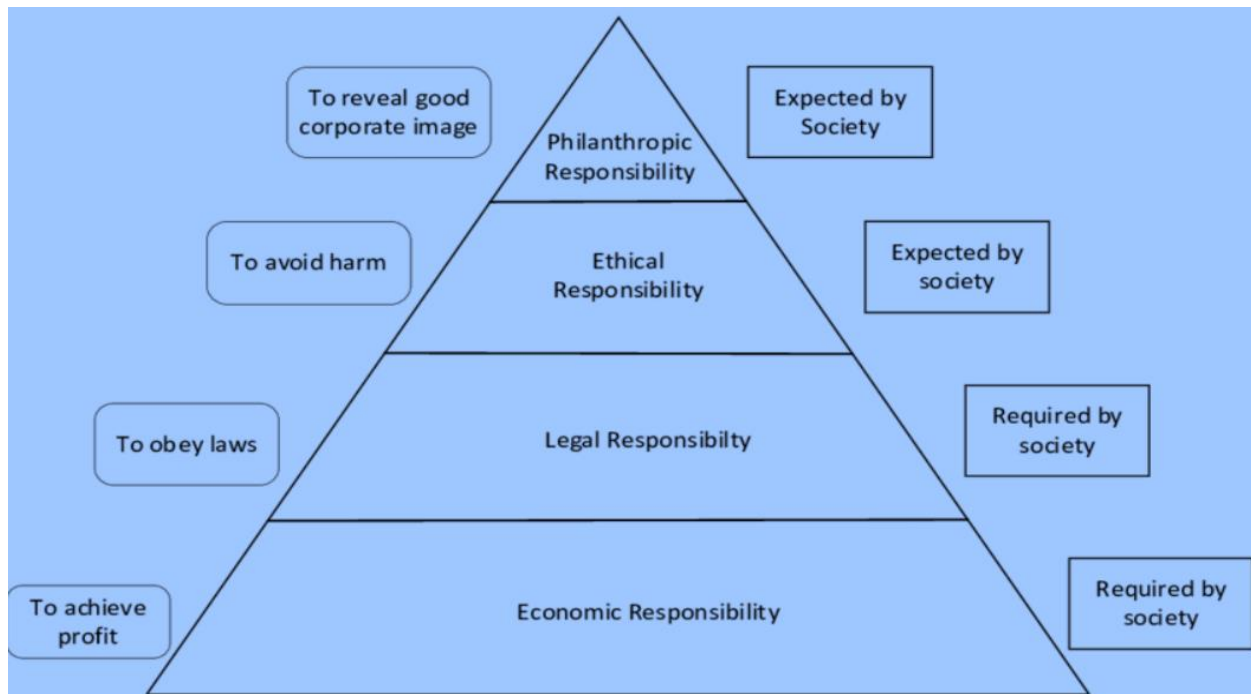 To reveal good
corporate image
Philanthropic
Responsibility
Expected by
Society
To avoid harm
Ethical
Responsibility
Expected by
society
To obey laws
Legal Responsibilty
Required by
society
To achieve
profit
Economic Responsibility
Required by
society